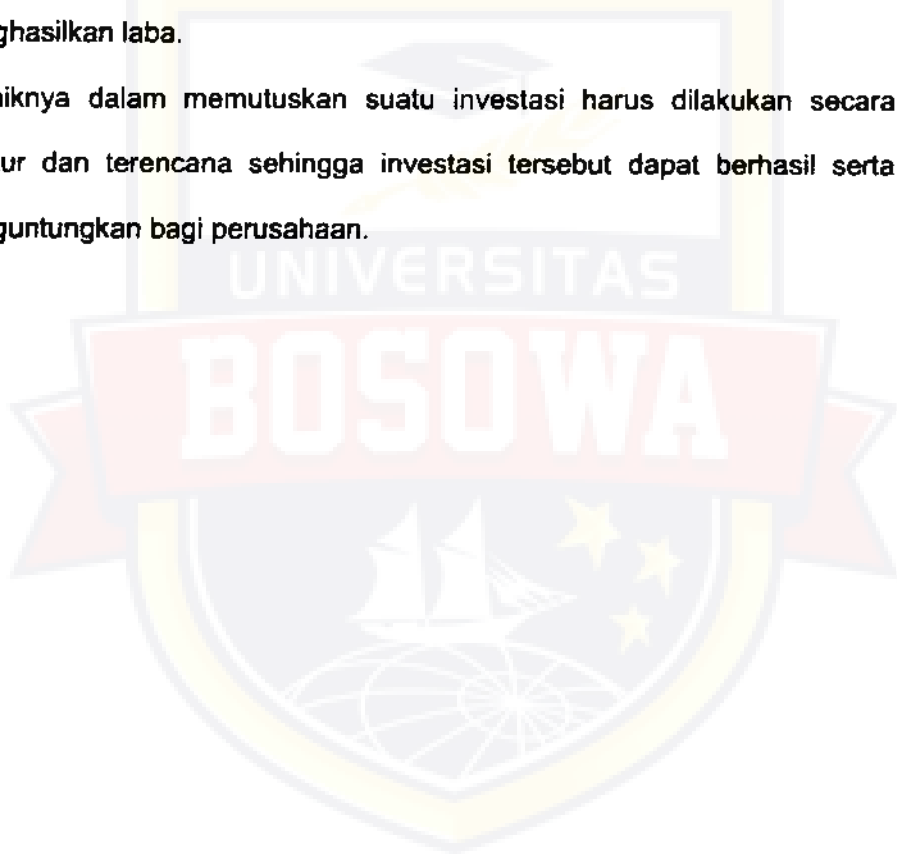 ghasilkan laba.
iknya dalam memutuskan suatu investasi harus dilakukan secara
ur dan terencana sehingga investasi tersebut dapat berhasil serta
guntungkan bagi perusahaan.
UNIVERSITAS
BOSOWA